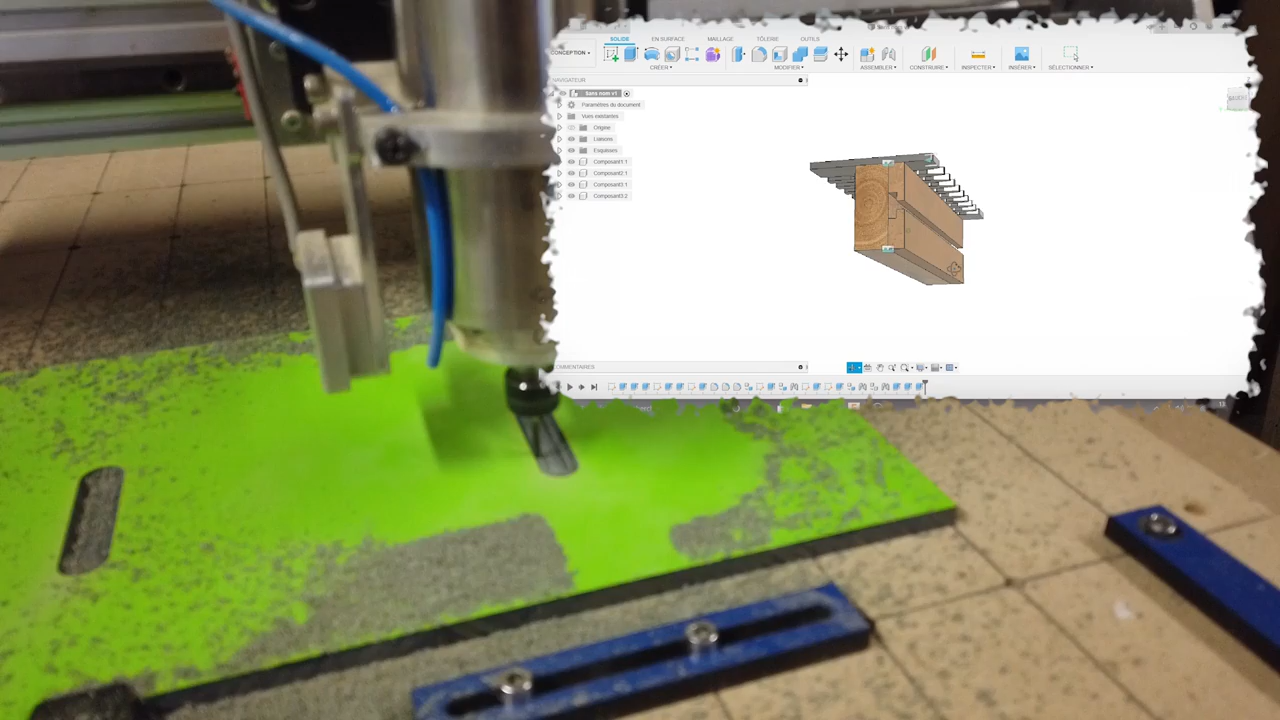 SOLIDE EN SURFACE MAILLAGE TÔLERIE OUTILS
CONCEPTION
CRÉER MODIFIER ASSEMBLER CONSTRUIRE INSPECTER INSÉRER SÉLECTIONNER
NAVIGATEUR
Sans nom v1
Paramètres du document
Vues existantes
Origine
Liaisons
Esquisses
Composant1:1
Composant2:1
Composant3:1
Composant3:2
COMMENTAIRES